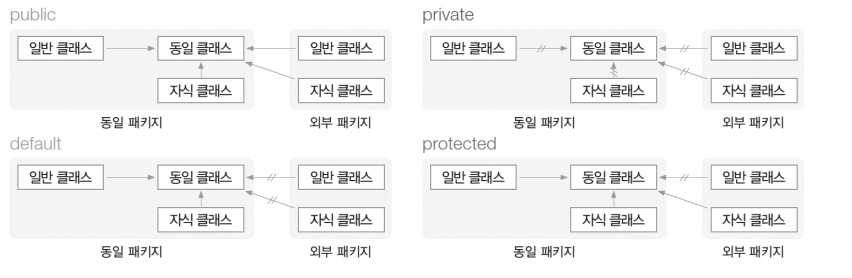 public
일반 클래스 동일 클래스 일반 클래스
자식 클래스 자식 클래스
동일 패키지 외부 패키지
private
일반 클래스 동일 클래스 일반 클래스
자식 클래스 자식 클래스
동일 패키지 외부 패키지
default
일반 클래스 동일 클래스 일반 클래스
자식 클래스 자식 클래스
동일 패키지 외부 패키지
protected
일반 클래스 동일 클래스 일반 클래스
자식 클래스 자식 클래스
동일 패키지 외부 패키지